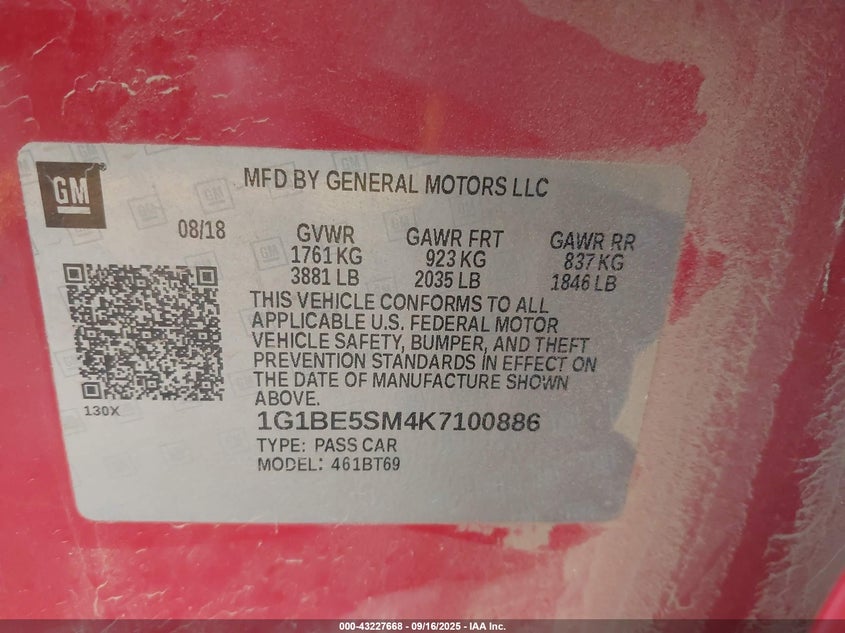 GM
MFD BY GENERAL MOTORS LLC
08/18
GVWR
1761 KG
3881 LB
GAWR FRT
923 KG
2035 LB
GAWR RR
837 KG
1846 LB
THIS VEHICLE CONFORMS TO ALL
APPLICABLE U.S. FEDERAL MOTOR
VEHICLE SAFETY, BUMPER, AND THEFT
PREVENTION STANDARDS IN EFFECT ON
THE DATE OF MANUFACTURE SHOWN
ABOVE.
130X
1G1BE5SM4K7100886
TYPE: PASS CAR
MODEL: 461BT69
000-43227668 - 09/16/2025 - IAA Inc.